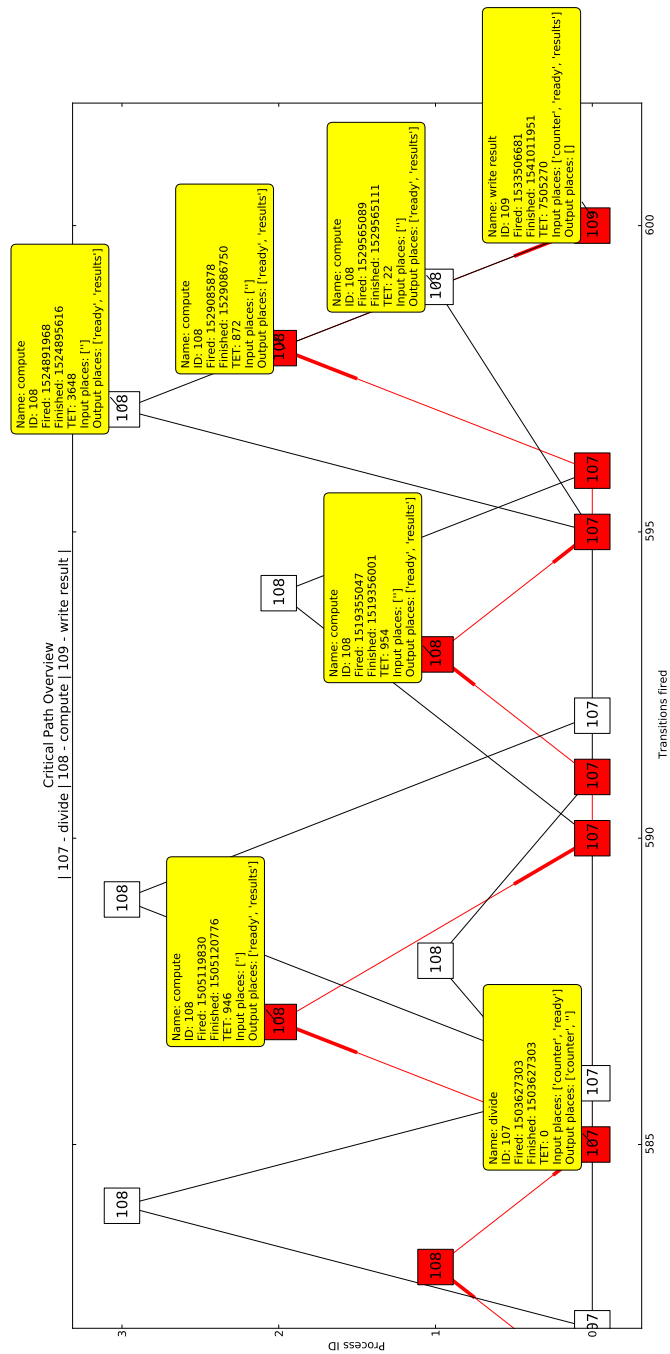 Critical Path Overview
| 107 - divide | 108 - compute | 109 - write result |
Process ID
3
2
1
0
Transitions fired
585
590
595
600
97
108
108
107
107
Name: divide
ID: 107
Fired: 1503627303
Finished: 1503627303
TET: 0
Input places: ['counter', 'ready']
Output places: ['counter', '']
108
Name: compute
ID: 108
Fired: 1505119830
Finished: 1505120776
TET: 946
Input places: ['']
Output places: ['ready', 'results']
108
108
107
107
107
108
Name: compute
ID: 108
Fired: 1519355047
Finished: 1519356001
TET: 954
Input places: ['']
Output places: ['ready', 'results']
108
107
107
108
Name: compute
ID: 108
Fired: 1524891968
Finished: 1524895616
TET: 3648
Input places: ['']
Output places: ['ready', 'results']
108
Name: compute
ID: 108
Fired: 1529085878
Finished: 1529086750
TET: 872
Input places: ['']
Output places: ['ready', 'results']
108
Name: compute
ID: 108
Fired: 1529565089
Finished: 1529565111
TET: 22
Input places: ['']
Output places: ['ready', 'results']
109
Name: write result
ID: 109
Fired: 1533506681
Finished: 1541011951
TET: 7505270
Input places: ['counter', 'ready', 'results']
Output places: []